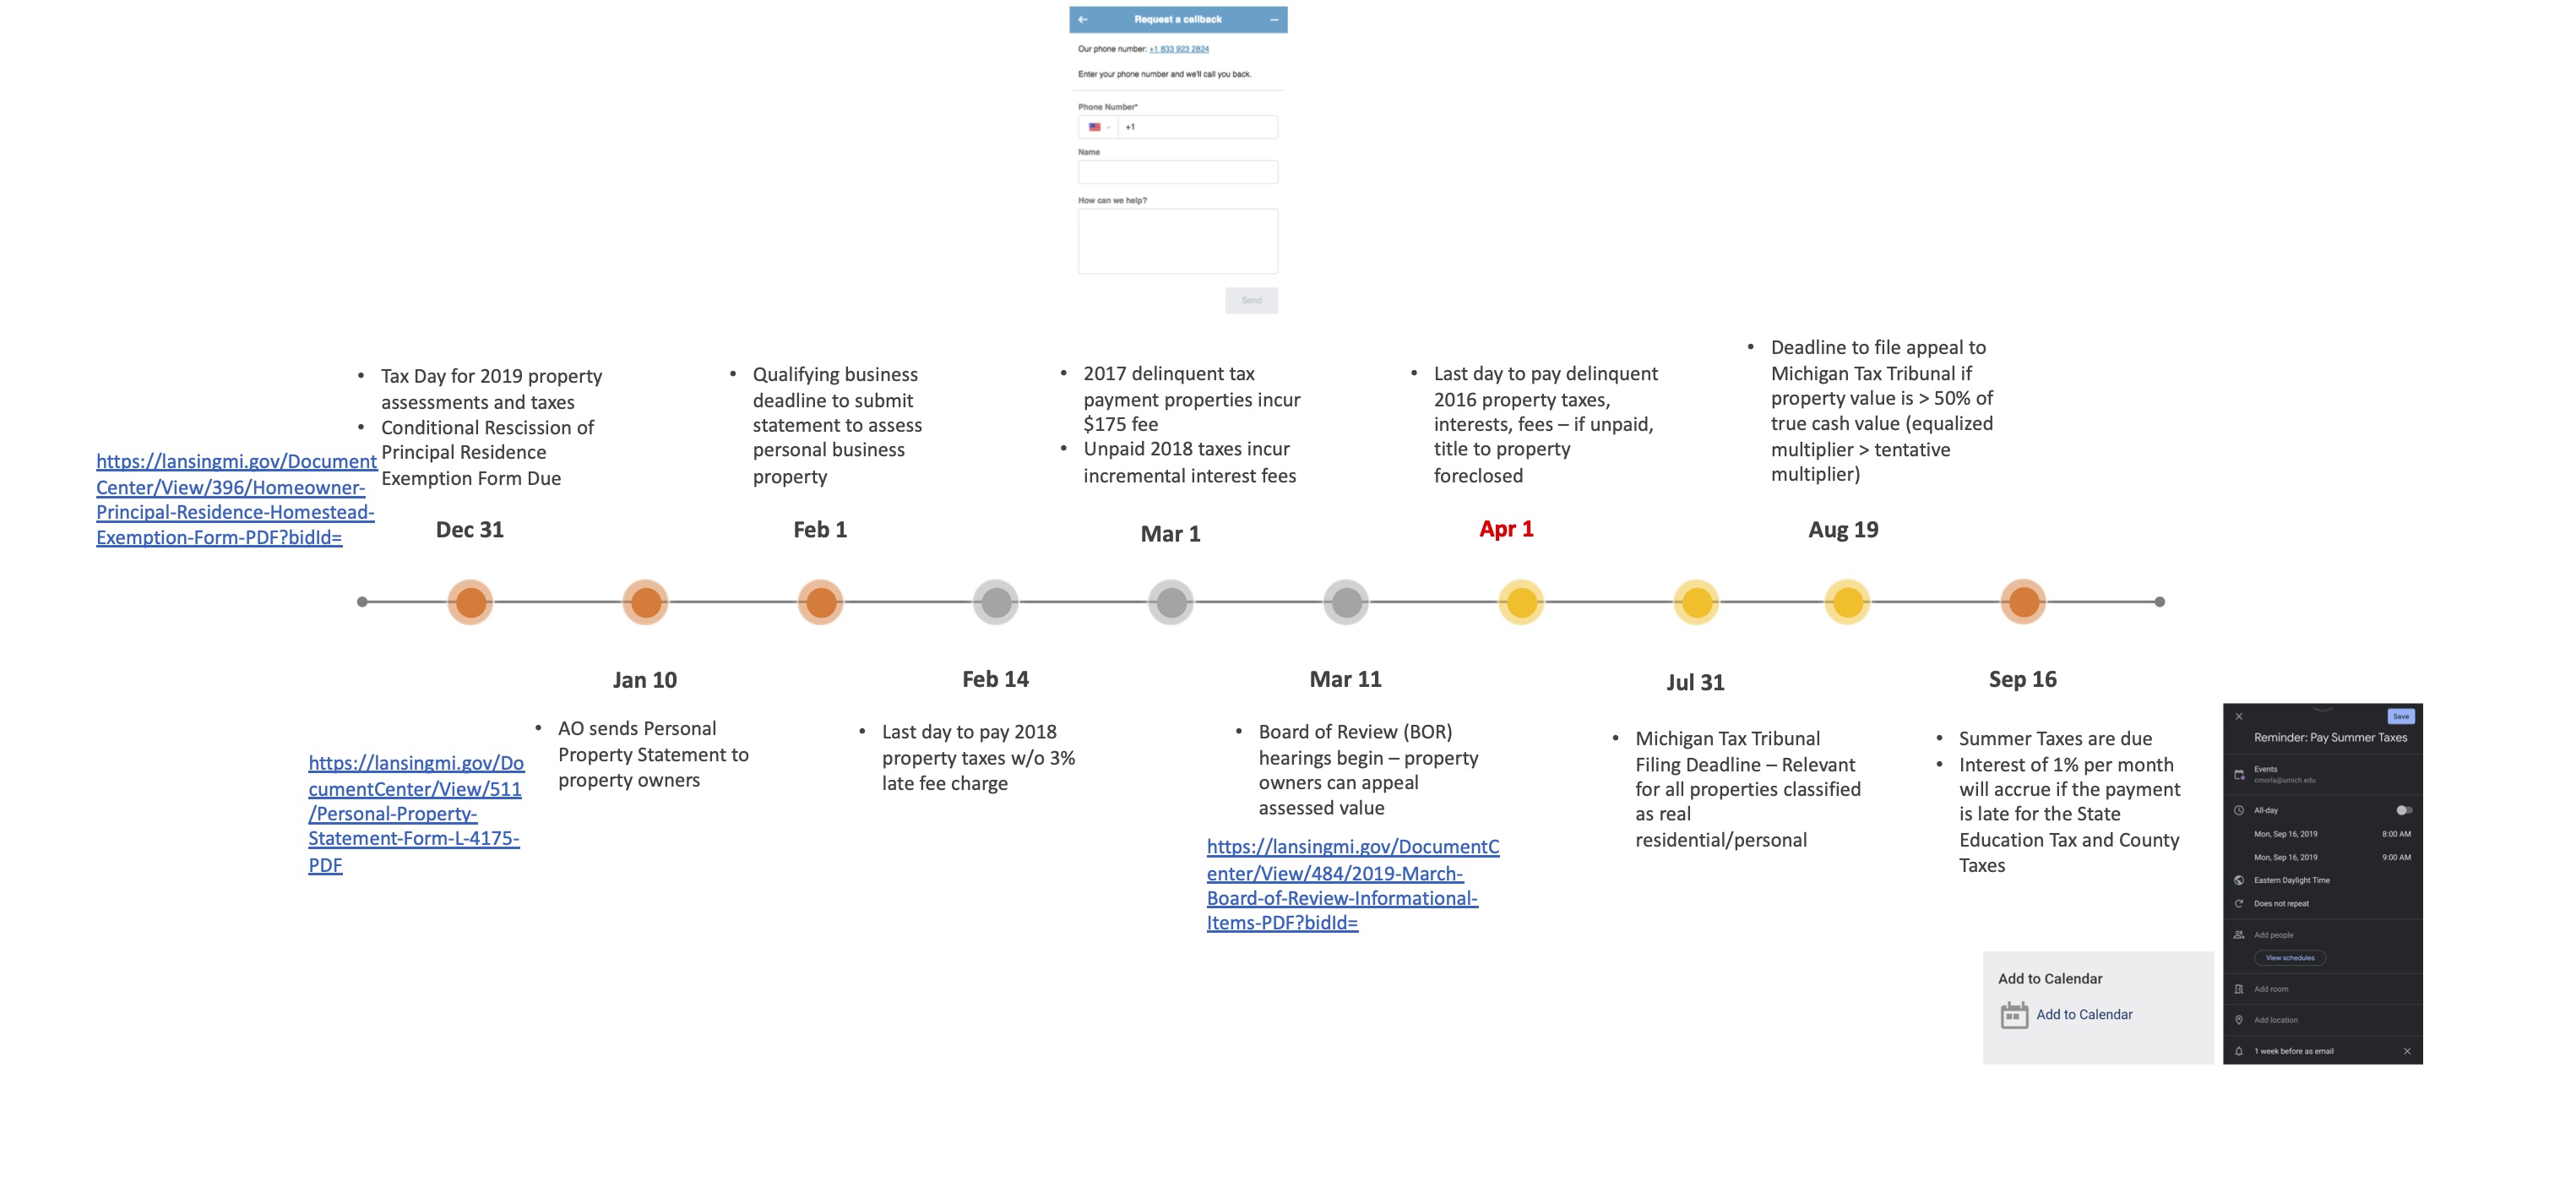 Request a callback
Our phone number: +1 833 923 2824
Enter your phone number and we'll call you back.
Phone Number*
+1
Name
How can we help?
Send
• Tax Day for 2019 property
assessments and taxes
• Conditional Rescission of
Principal Residence
Exemption Form Due
https://lansingmi.gov/Document
Center/View/396/Homeowner-
Principal-Residence-Homestead-
Exemption-Form-PDF?bidId=
Dec 31
• Qualifying business
deadline to submit
statement to assess
personal business
property
Feb 1
• 2017 delinquent tax
payment properties incur
$175 fee
• Unpaid 2018 taxes incur
incremental interest fees
Mar 1
• Last day to pay delinquent
2016 property taxes,
interests, fees – if unpaid,
title to property
foreclosed
Apr 1
• Deadline to file appeal to
Michigan Tax Tribunal if
property value is > 50% of
true cash value (equalized
multiplier > tentative
multiplier)
Aug 19
Jan 10
• AO sends Personal
Property Statement to
property owners
https://lansingmi.gov/Do
cumentCenter/View/511
/Personal-Property-
Statement-Form-L-4175-
PDF
Feb 14
• Last day to pay 2018
property taxes w/o 3%
late fee charge
Mar 11
• Board of Review (BOR)
hearings begin – property
owners can appeal
assessed value
https://lansingmi.gov/DocumentC
enter/View/484/2019-March-
Board-of-Review-Informational-
Items-PDF?bidId=
Jul 31
• Michigan Tax Tribunal
Filing Deadline – Relevant
for all properties classified
as real
residential/personal
Sep 16
• Summer Taxes are due
• Interest of 1% per month
will accrue if the payment
is late for the State
Education Tax and County
Taxes
Add to Calendar
Add to Calendar
Save
Reminder: Pay Summer Taxes
Events
cmorla@umich.edu
All-day
Mon, Sep 16, 2019 8:00 AM
Mon, Sep 16, 2019 9:00 AM
Eastern Daylight Time
Does not repeat
Add people
View schedules
Add room
Add location
1 week before as email